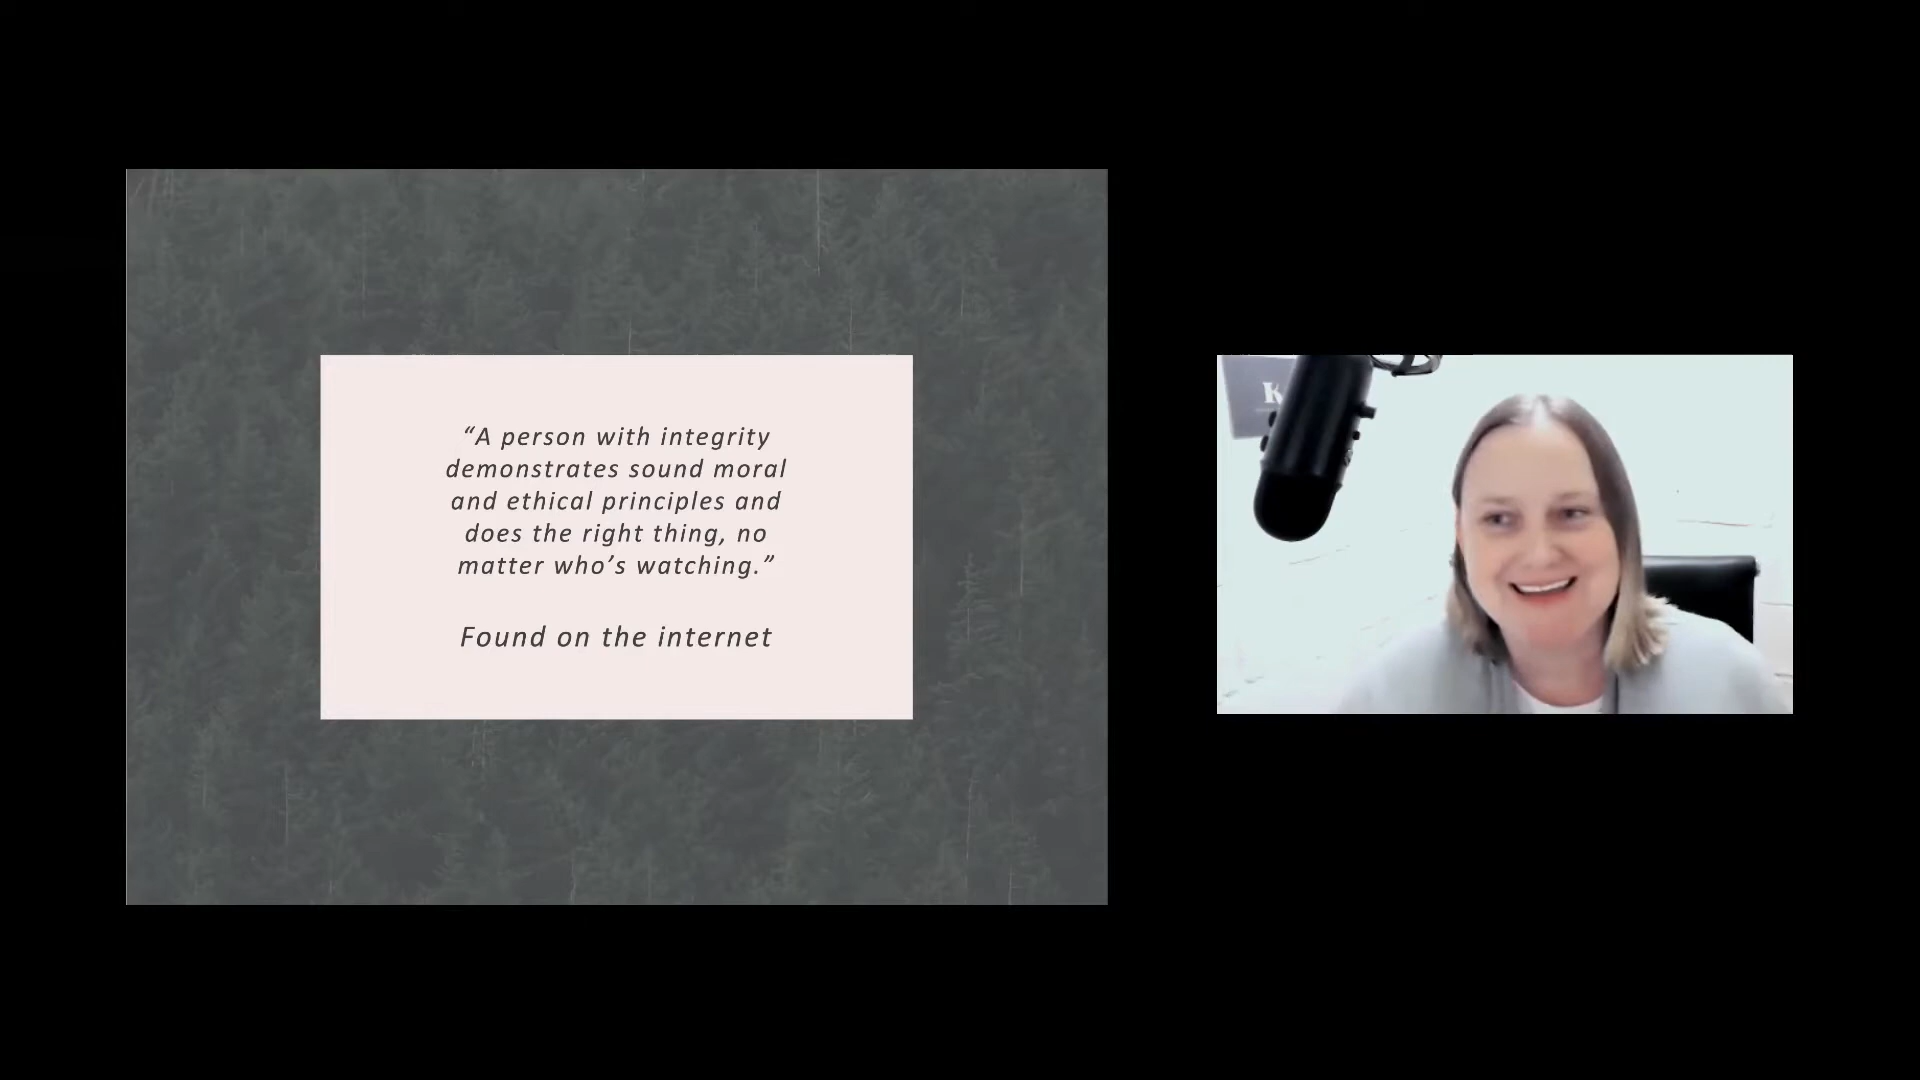 “A person with integrity
demonstrates sound moral
and ethical principles and
does the right thing, no
matter who’s watching.”
Found on the internet
K